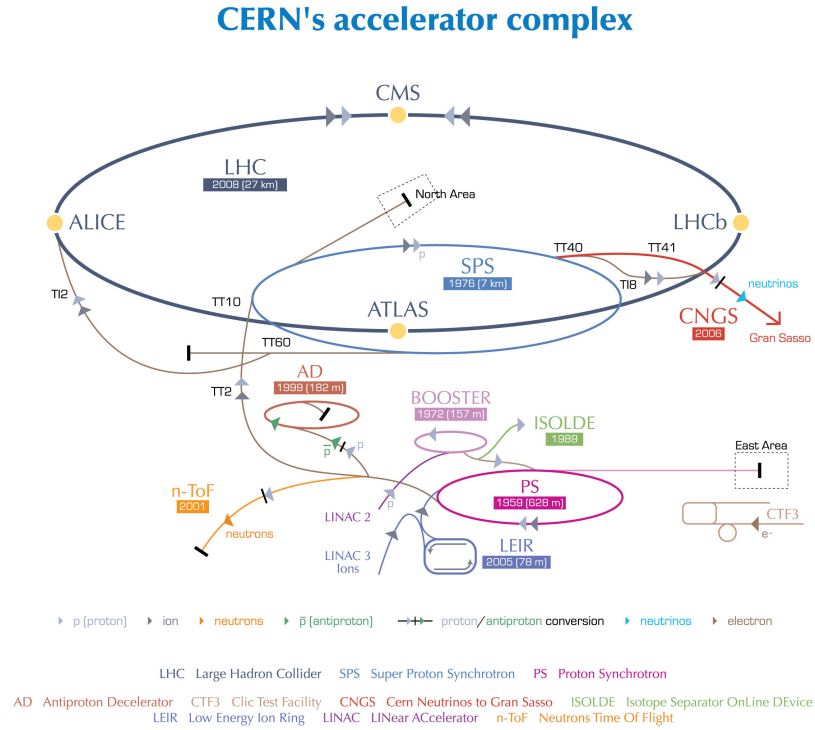 CERN's accelerator complex
CMS
LHC
2008 (27 km)
North Area
ALICE
LHCb
TT40
TT41
SPS
1976 (7 km)
p
TI8
neutrinos
TI2
TT10
ATLAS
CNGS
2006
Gran Sasso
TT60
AD
1999 (182 m)
TT2
BOOSTER
1972 (157 m)
ISOLDE
1989
p̅
p
East Area
n-ToF
2001
PS
1959 (628 m)
p
LINAC 2
neutrons
CTF3
e-
LINAC 3
Ions
LEIR
2005 (78 m)
p (proton)
ion
neutrons
p̅ (antiproton)
proton/antiproton conversion
neutrinos
electron
LHC Large Hadron Collider SPS Super Proton Synchrotron PS Proton Synchrotron
AD Antiproton Decelerator CTF3 Clic Test Facility CNGS Cern Neutrinos to Gran Sasso ISOLDE Isotope Separator OnLine DEvice
LEIR Low Energy Ion Ring LINAC LINear ACcelerator n-ToF Neutrons Time Of Flight